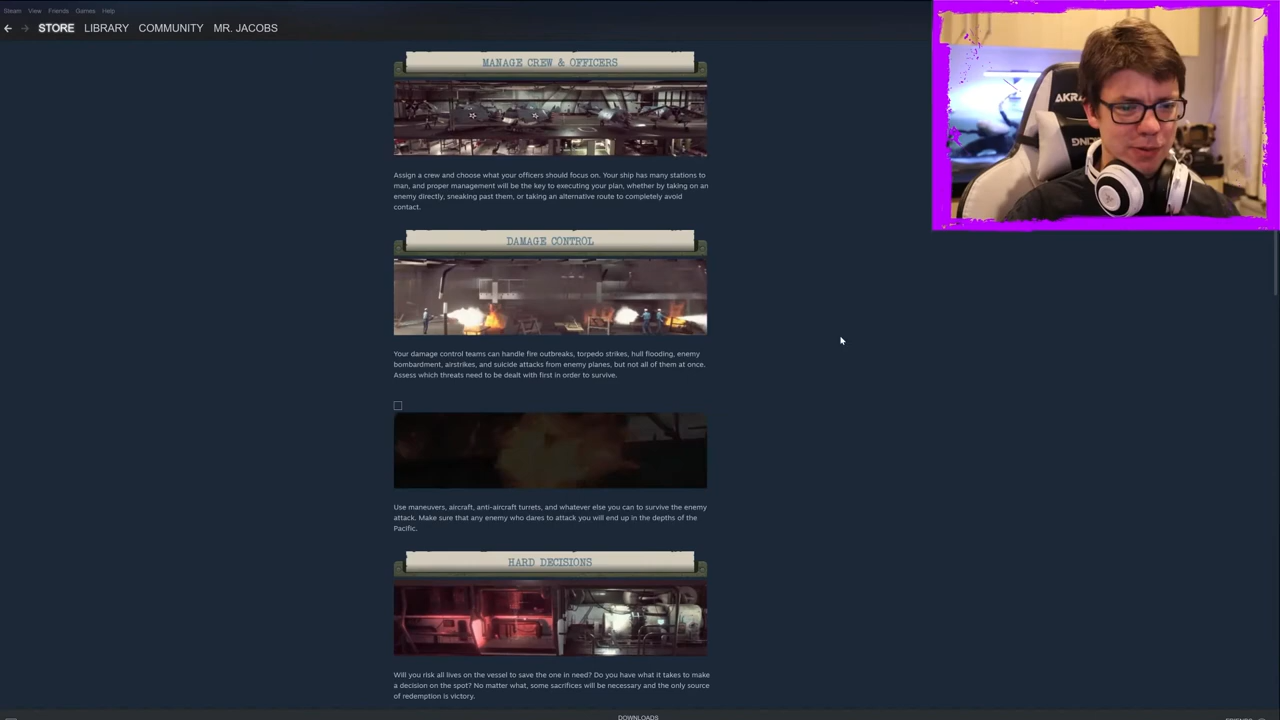 Steam View Friends Games Help
STORE LIBRARY COMMUNITY MR. JACOBS
MANAGE CREW & OFFICERS
Assign a crew and choose what your officers should focus on. Your ship has many stations to
man, and proper management will be the key to executing your plan, whether by taking on an
enemy directly, sneaking past them, or taking an alternative route to completely avoid
contact.
DAMAGE CONTROL
Your damage control teams can handle fire outbreaks, torpedo strikes, hull flooding, enemy
bombardment, airstrikes, and suicide attacks from enemy planes, but not all of them at once.
Assess which threats need to be dealt with first in order to survive.
Use maneuvers, aircraft, anti-aircraft turrets, and whatever else you can to survive the enemy
attack. Make sure that any enemy who dares to attack you will end up in the depths of the
Pacific.
HARD DECISIONS
Will you risk all lives on the vessel to save the one in need? Do you have what it takes to make
a decision on the spot? No matter what, some sacrifices will be necessary and the only source
of redemption is victory.
DOWNLOADS